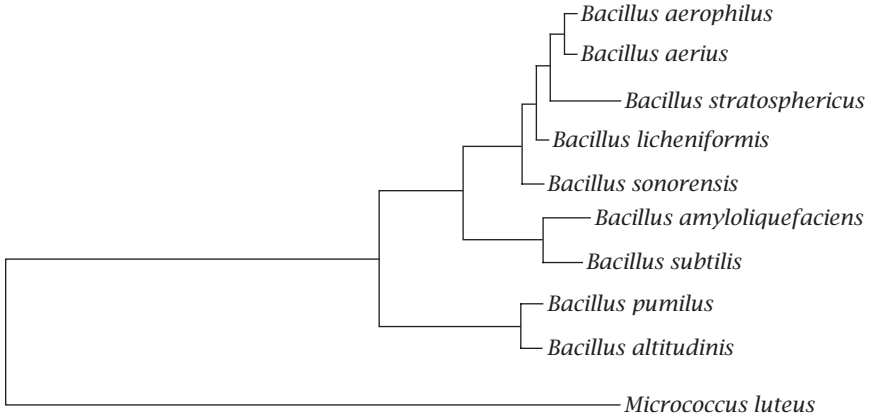 Bacillus aerophilus
Bacillus aerius
Bacillus stratosphericus
Bacillus licheniformis
Bacillus sonorensis
Bacillus amyloliquefaciens
Bacillus subtilis
Bacillus pumilus
Bacillus altitudinis
Micrococcus luteus